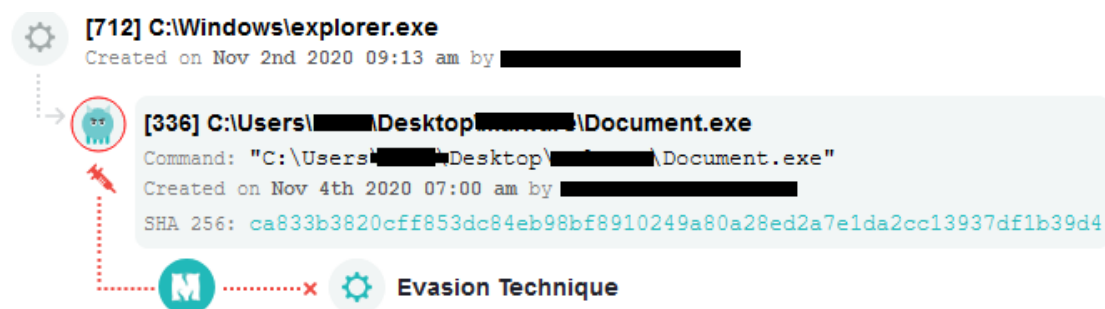 [712] C:\Windows\explorer.exe
Created on Nov 2nd 2020 09:13 am by
[336] C:\Users\ \Desktop \Document.exe
Command: "C:\Users \Desktop\ \Document.exe"
Created on Nov 4th 2020 07:00 am by
SHA 256: ca833b3820cff853dc84eb98bf8910249a80a28ed2a7e1da2cc13937df1b39d4
M
Evasion Technique